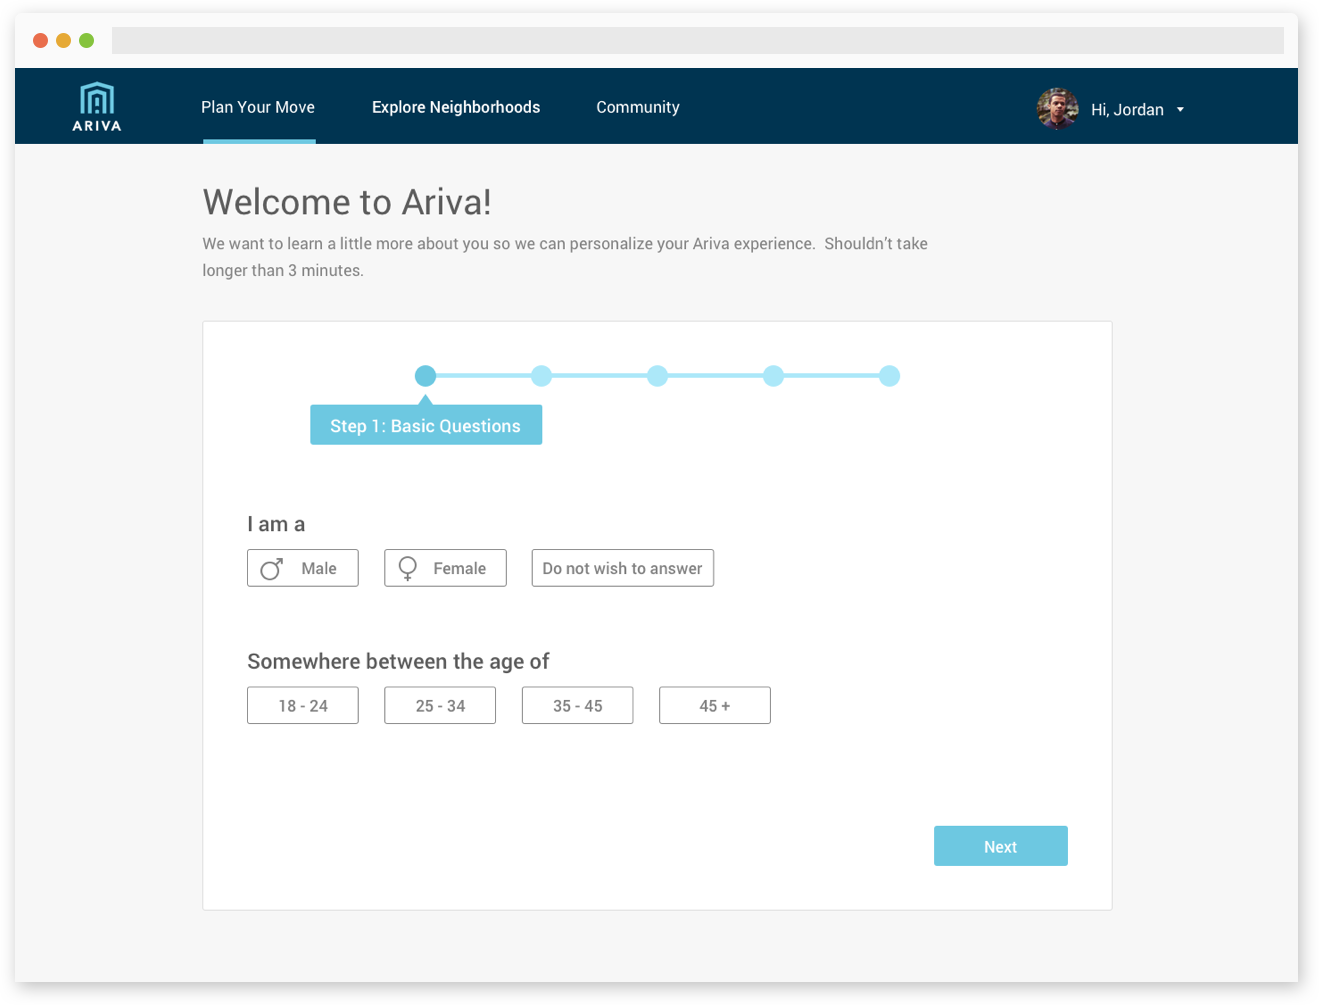 ARIVA
Plan Your Move
Explore Neighborhoods
Community
Hi, Jordan
Welcome to Ariva!
We want to learn a little more about you so we can personalize your Ariva experience.  Shouldn't take
longer than 3 minutes.
Step 1: Basic Questions
I am a
Male
Female
Do not wish to answer
Somewhere between the age of
18 - 24
25 - 34
35 - 45
45 +
Next